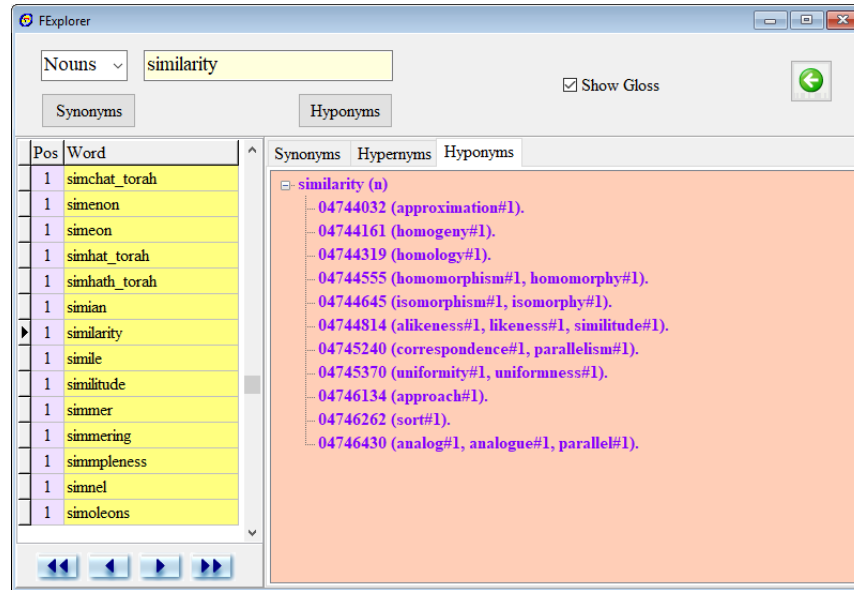 FExplorer
Nouns
similarity
Show Gloss
Synonyms
Hyponyms
Pos Word
1 simchat_torah
1 simenon
1 simeon
1 simhat_torah
1 simhath_torah
1 simian
1 similarity
1 simile
1 similitude
1 simmer
1 simmering
1 simmpleness
1 simnel
1 simoleons
Synonyms Hypernyms Hyponyms
similarity (n)
04744032 (approximation#1).
04744161 (homogeny#1).
04744319 (homology#1).
04744555 (homomorphism#1, homomorphy#1).
04744645 (isomorphism#1, isomorphy#1).
04744814 (alikeness#1, likeness#1, similitude#1).
04745240 (correspondence#1, parallelism#1).
04745370 (uniformity#1, uniformness#1).
04746134 (approach#1).
04746262 (sort#1).
04746430 (analog#1, analogue#1, parallel#1).